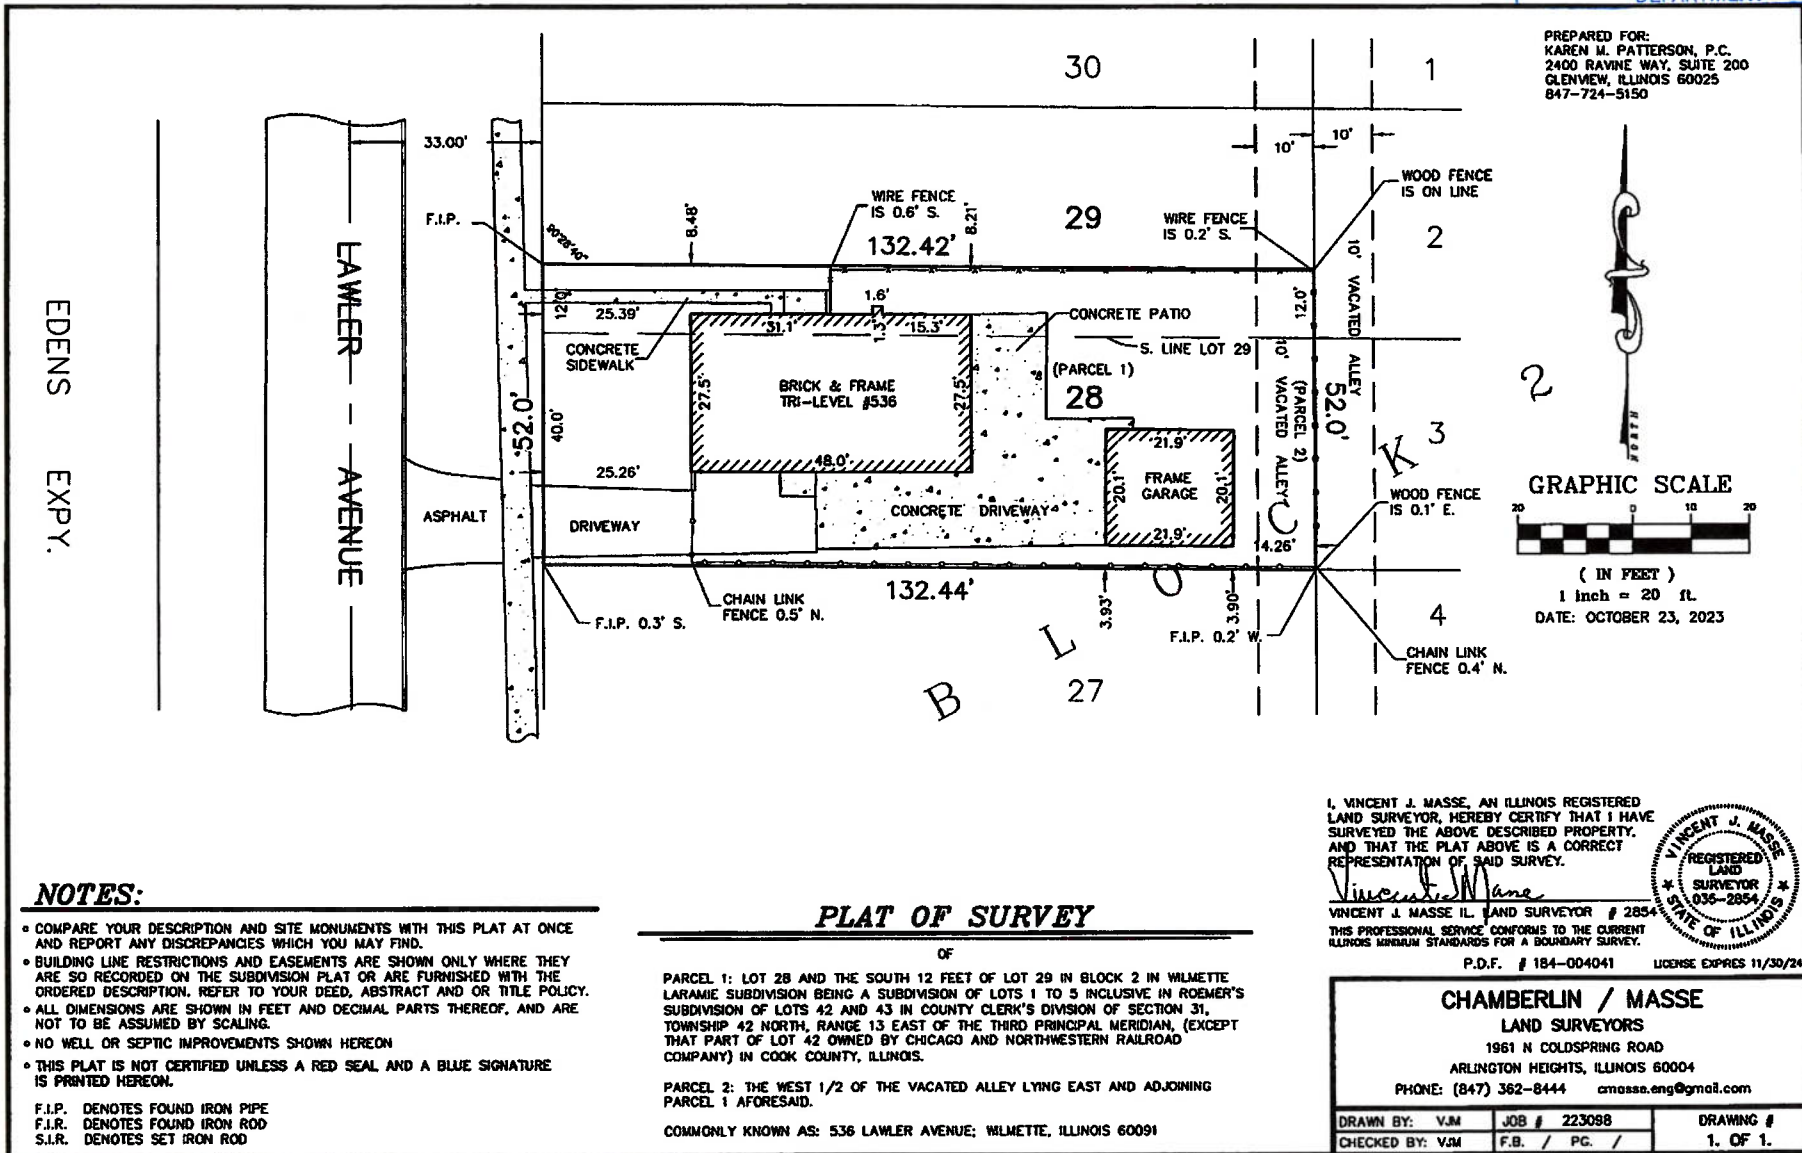 PREPARED FOR:
KAREN M. PATTERSON, P.C.
2400 RAVINE WAY, SUITE 200
GLENVIEW, ILLINOIS 60025
847-724-5150
30
1
33.00'
10'
10'
WOOD FENCE
IS ON LINE
WIRE FENCE
IS 0.6' S.
F.I.P.
8.48'
8.21'
29
WIRE FENCE
IS 0.2' S.
2
90°28'40"
132.42'
10' VACATED ALLEY
LAWLER AVENUE
EDENS EXPY.
12.0'
25.39'
1.6'
31.1'
1.3'
15.3'
12.0'
CONCRETE PATIO
S. LINE LOT 29
CONCRETE
SIDEWALK
(PARCEL 1)
28
BRICK & FRAME
TRI-LEVEL #536
27.5'
27.5'
10' VACATED ALLEY
(PARCEL 2)
52.0'
52.0'
40.0'
2
3
48.0'
25.26'
21.9'
FRAME
GARAGE
20.1'
20.1'
21.9'
K
C
WOOD FENCE
IS 0.1' E.
ASPHALT
DRIVEWAY
CONCRETE DRIVEWAY
4.26'
132.44'
O
CHAIN LINK
FENCE 0.5' N.
F.I.P. 0.3' S.
3.93'
3.90'
F.I.P. 0.2' W.
4
L
CHAIN LINK
FENCE 0.4' N.
B
27
HEREON
GRAPHIC SCALE
20 0 10 20
( IN FEET )
1 inch = 20 ft.
DATE: OCTOBER 23, 2023
I, VINCENT J. MASSE, AN ILLINOIS REGISTERED
LAND SURVEYOR, HEREBY CERTIFY THAT I HAVE
SURVEYED THE ABOVE DESCRIBED PROPERTY,
AND THAT THE PLAT ABOVE IS A CORRECT
REPRESENTATION OF SAID SURVEY.
Vincent J Masse
VINCENT J. MASSE IL. LAND SURVEYOR # 2854
THIS PROFESSIONAL SERVICE CONFORMS TO THE CURRENT
ILLINOIS MINIMUM STANDARDS FOR A BOUNDARY SURVEY.
P.D.F. # 184-004041 LICENSE EXPIRES 11/30/24
VINCENT J. MASSE
REGISTERED
LAND
SURVEYOR
035-2854
STATE OF ILLINOIS
NOTES:
COMPARE YOUR DESCRIPTION AND SITE MONUMENTS WITH THIS PLAT AT ONCE
AND REPORT ANY DISCREPANCIES WHICH YOU MAY FIND.
BUILDING LINE RESTRICTIONS AND EASEMENTS ARE SHOWN ONLY WHERE THEY
ARE SO RECORDED ON THE SUBDIVISION PLAT OR ARE FURNISHED WITH THE
ORDERED DESCRIPTION. REFER TO YOUR DEED, ABSTRACT AND OR TITLE POLICY.
ALL DIMENSIONS ARE SHOWN IN FEET AND DECIMAL PARTS THEREOF, AND ARE
NOT TO BE ASSUMED BY SCALING.
NO WELL OR SEPTIC IMPROVEMENTS SHOWN HEREON
THIS PLAT IS NOT CERTIFIED UNLESS A RED SEAL AND A BLUE SIGNATURE
IS PRINTED HEREON.
F.I.P. DENOTES FOUND IRON PIPE
F.I.R. DENOTES FOUND IRON ROD
S.I.R. DENOTES SET IRON ROD
PLAT OF SURVEY
OF
PARCEL 1: LOT 28 AND THE SOUTH 12 FEET OF LOT 29 IN BLOCK 2 IN WILMETTE
LARAMIE SUBDIVISION BEING A SUBDIVISION OF LOTS 1 TO 5 INCLUSIVE IN ROEMER'S
SUBDIVISION OF LOTS 42 AND 43 IN COUNTY CLERK'S DIVISION OF SECTION 31,
TOWNSHIP 42 NORTH, RANGE 13 EAST OF THE THIRD PRINCIPAL MERIDIAN, (EXCEPT
THAT PART OF LOT 42 OWNED BY CHICAGO AND NORTHWESTERN RAILROAD
COMPANY) IN COOK COUNTY, ILLINOIS.
PARCEL 2: THE WEST 1/2 OF THE VACATED ALLEY LYING EAST AND ADJOINING
PARCEL 1 AFORESAID.
COMMONLY KNOWN AS: 536 LAWLER AVENUE; WILMETTE, ILLINOIS 60091
CHAMBERLIN / MASSE
LAND SURVEYORS
1961 N COLDSPRING ROAD
ARLINGTON HEIGHTS, ILLINOIS 60004
PHONE: (847) 362-8444 cmasse.eng@gmail.com
DRAWN BY: VJM JOB # 223098 DRAWING #
CHECKED BY: VJM F.B. / PG. / 1. OF 1.